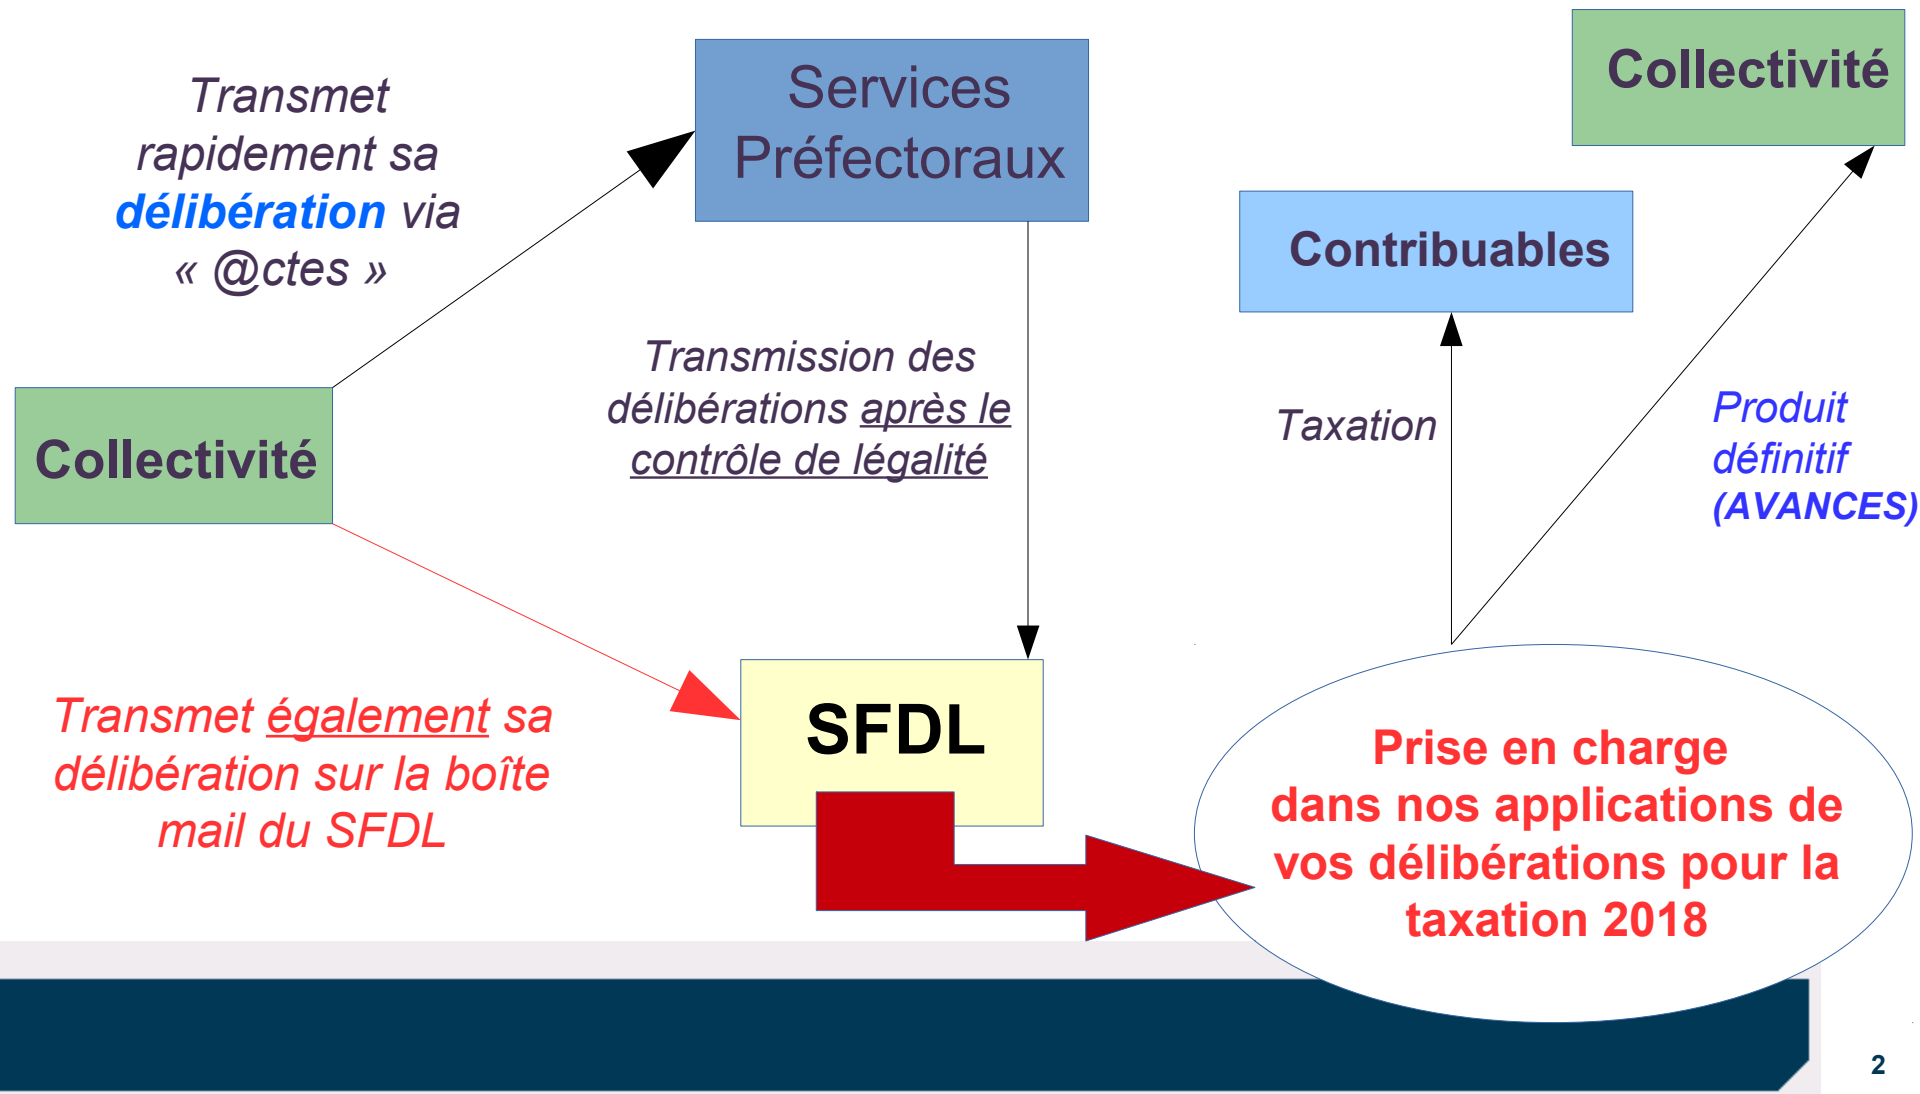 Transmet
rapidement sa
délibération via
« @ctes »
Services
Préfectoraux
Collectivité
Contribuables
Collectivité
Transmission des
délibérations après le
contrôle de légalité
Taxation
Produit
définitif
(AVANCES)
Transmet également sa
délibération sur la boîte
mail du SFDL
SFDL
Prise en charge
dans nos applications de
vos délibérations pour la
taxation 2018
2